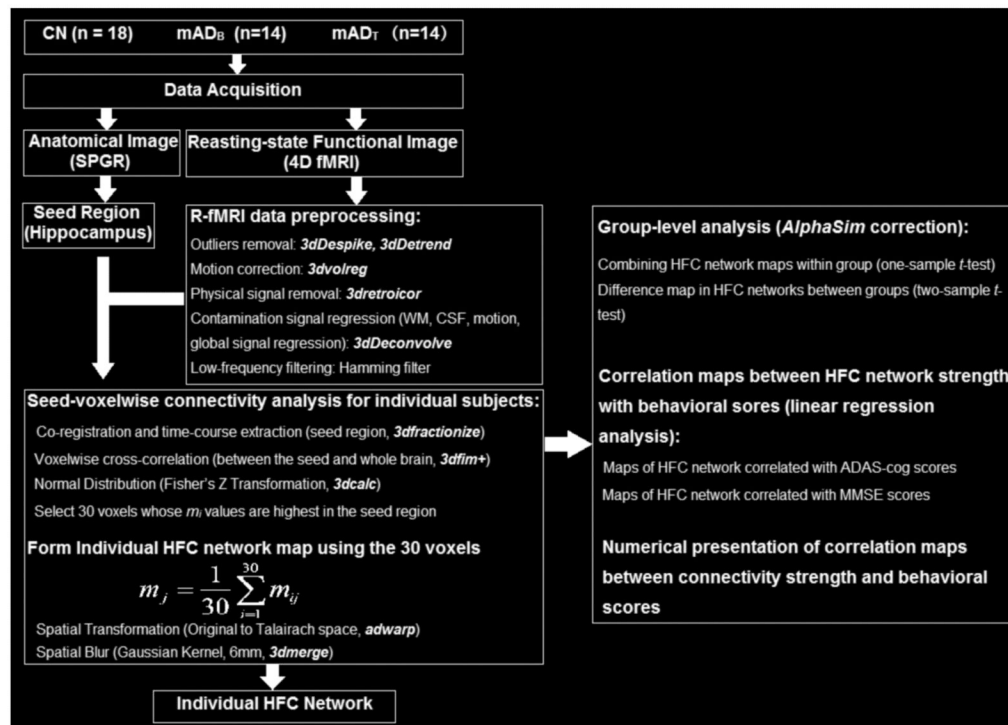 CN (n = 18) mADB (n=14) mADT (n=14)
Data Acquisition
Anatomical Image
(SPGR)
Reasting-state Functional Image
(4D fMRI)
Seed Region
(Hippocampus)
R-fMRI data preprocessing:
Outliers removal: 3dDespike, 3dDetrend
Motion correction: 3dvolreg
Physical signal removal: 3dretroicor
Contamination signal regression (WM, CSF, motion,
global signal regression): 3dDeconvolve
Low-frequency filtering: Hamming filter
Seed-voxelwise connectivity analysis for individual subjects:
Co-registration and time-course extraction (seed region, 3dfractionize)
Voxelwise cross-correlation (between the seed and whole brain, 3dfim+)
Normal Distribution (Fisher's Z Transformation, 3dcalc)
Select 30 voxels whose mi values are highest in the seed region
Form Individual HFC network map using the 30 voxels
m_j = \frac{1}{30} \sum_{i=1}^{30} m_{ij}
Spatial Transformation (Original to Talairach space, adwarp)
Spatial Blur (Gaussian Kernel, 6mm, 3dmerge)
Individual HFC Network
Group-level analysis (AlphaSim correction):
Combining HFC network maps within group (one-sample t-test)
Difference map in HFC networks between groups (two-sample t-
test)
Correlation maps between HFC network strength
with behavioral sores (linear regression
analysis):
Maps of HFC network correlated with ADAS-cog scores
Maps of HFC network correlated with MMSE scores
Numerical presentation of correlation maps
between connectivity strength and behavioral
scores